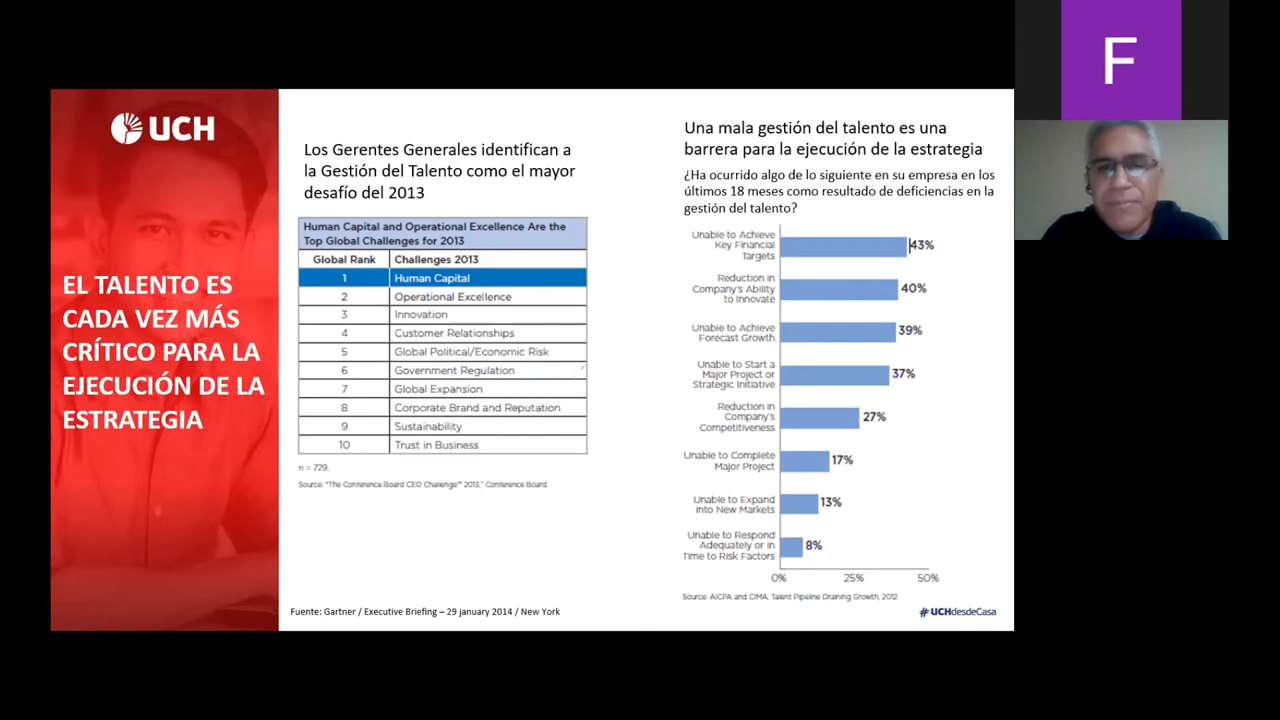 F
UCH
EL TALENTO ES
CADA VEZ MÁS
CRÍTICO PARA LA
EJECUCIÓN DE LA
ESTRATEGIA
Los Gerentes Generales identifican a
la Gestión del Talento como el mayor
desafío del 2013
Human Capital and Operational Excellence Are the
Top Global Challenges for 2013
Global Rank Challenges 2013
1 Human Capital
2 Operational Excellence
3 Innovation
4 Customer Relationships
5 Global Political/Economic Risk
6 Government Regulation
7 Global Expansion
8 Corporate Brand and Reputation
9 Sustainability
10 Trust in Business
n = 729.
Source: "The Conference Board CEO Challenge™ 2013," Conference Board.
Fuente: Gartner / Executive Briefing – 29 january 2014 / New York
Una mala gestión del talento es una
barrera para la ejecución de la estrategia
¿Ha ocurrido algo de lo siguiente en su empresa en los
últimos 18 meses como resultado de deficiencias en la
gestión del talento?
Unable to Achieve
Key Financial
Targets
43%
Reduction in
Company's Ability
to Innovate
40%
Unable to Achieve
Forecast Growth
39%
Unable to Start a
Major Project or
Strategic Initiative
37%
Reduction in
Company's
Competitiveness
27%
Unable to Complete
Major Project
17%
Unable to Expand
into New Markets
13%
Unable to Respond
Adequately or in
Time to Risk Factors
8%
0% 25% 50%
Source: AICPA and CIMA, Talent Pipeline Draining Growth, 2012.
#UCHdesdeCasa